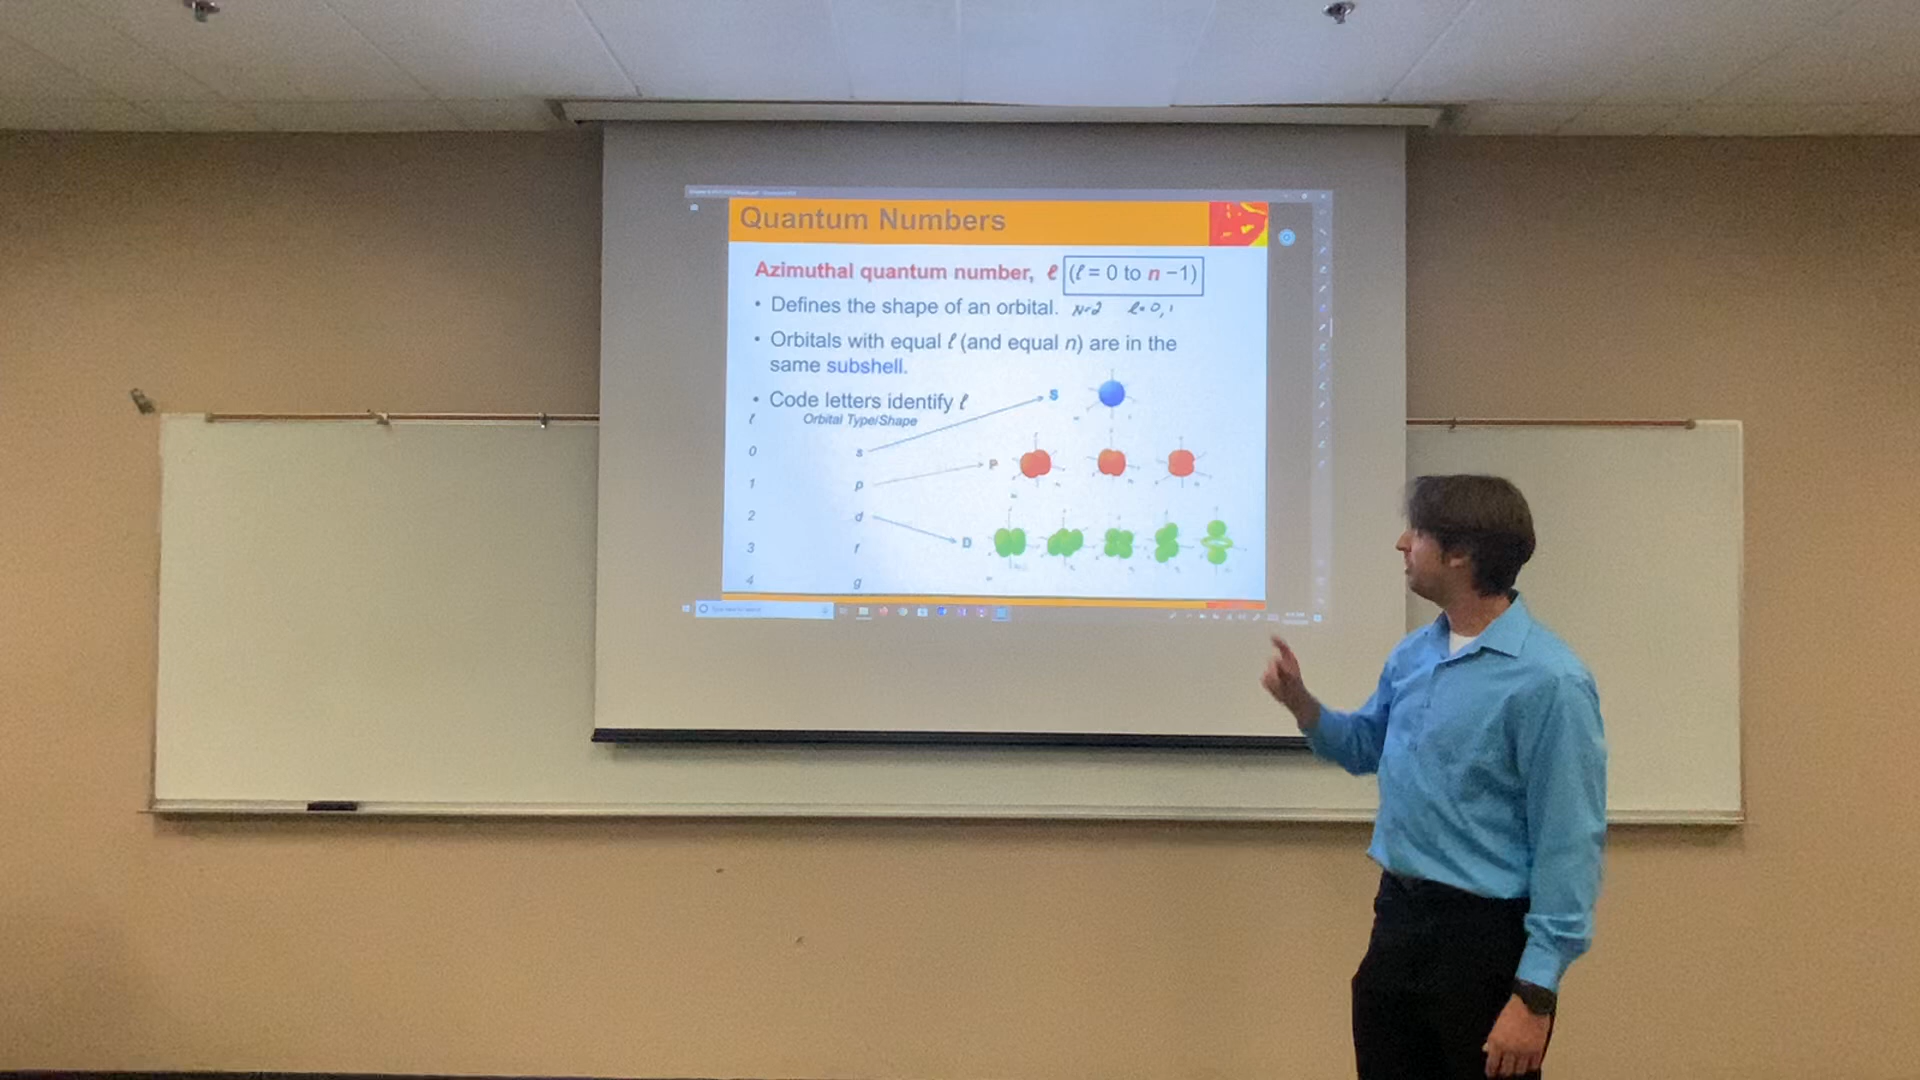 Quantum Numbers
Azimuthal quantum number, ℓ (ℓ = 0 to n −1)
• Defines the shape of an orbital. n=2 ℓ=0,1
• Orbitals with equal ℓ (and equal n) are in the
same subshell.
• Code letters identify ℓ
ℓ Orbital Type/Shape
S
0 s
P
1 p
2 d
D
3 f
4 g